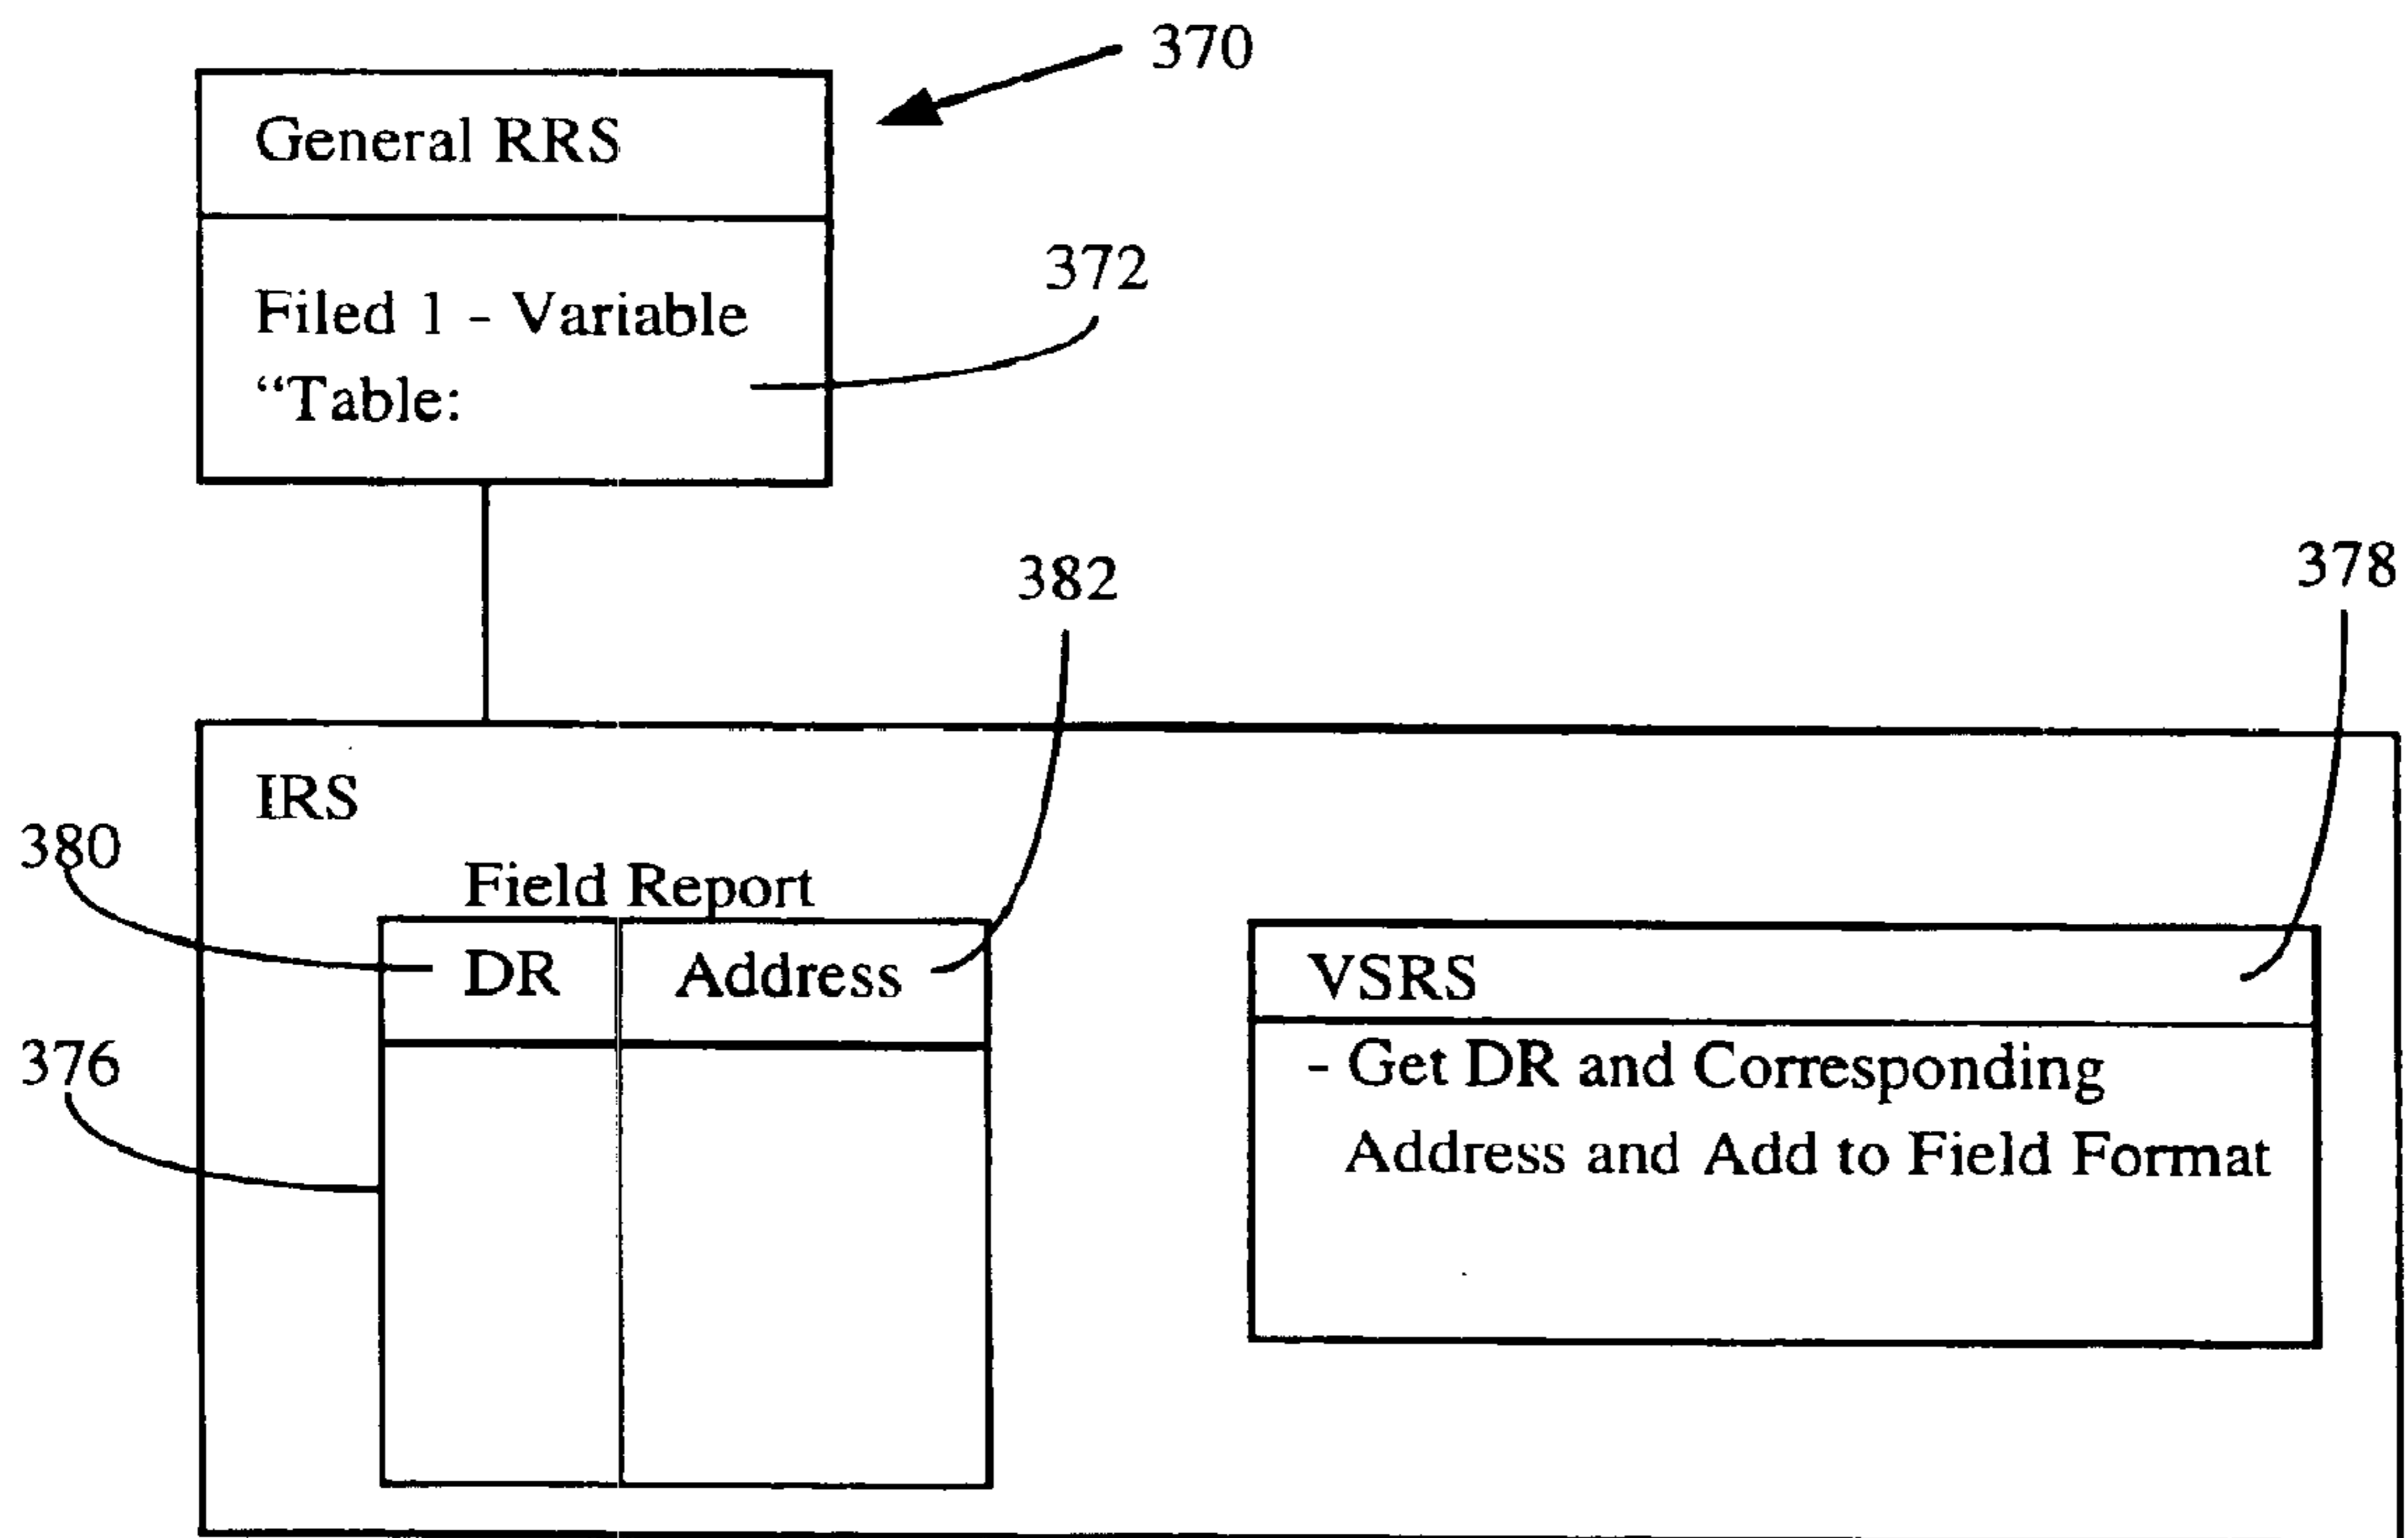 370
General RRS
372
Filed 1 - Variable
“Table:
382
378
IRS
380
Field Report
DR
Address
VSRS
376
- Get DR and Corresponding
Address and Add to Field Format